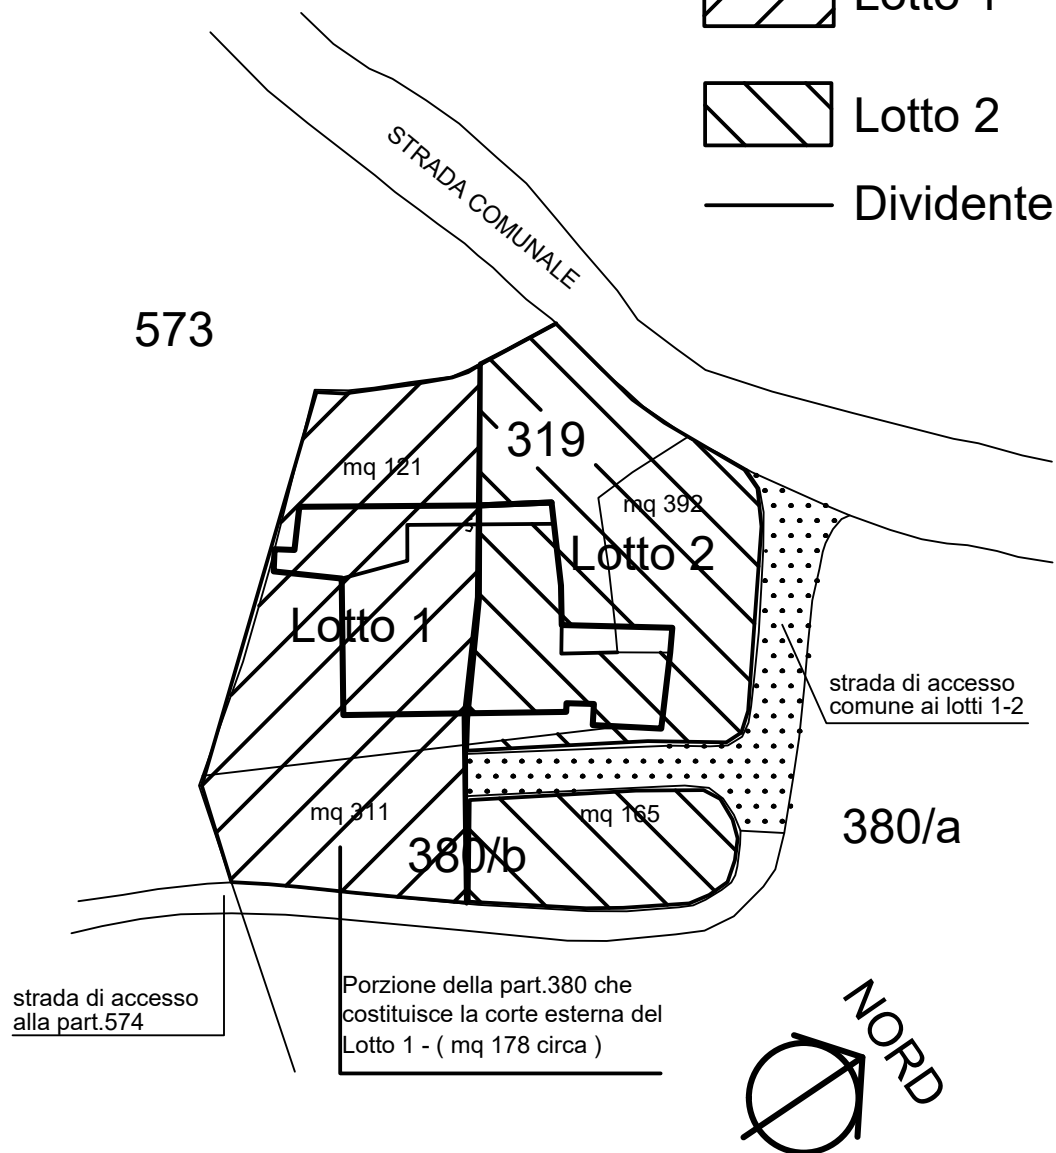 Lotto 1
Lotto 2
Dividente
STRADA COMUNALE
573
319
mq 121
mq 392
Lotto 2
Lotto 1
strada di accesso
comune ai lotti 1-2
mq 311
mq 165
380/a
380/b
Porzione della part.380 che
costituisce la corte esterna del
Lotto 1 - ( mq 178 circa )
strada di accesso
alla part.574
NORD